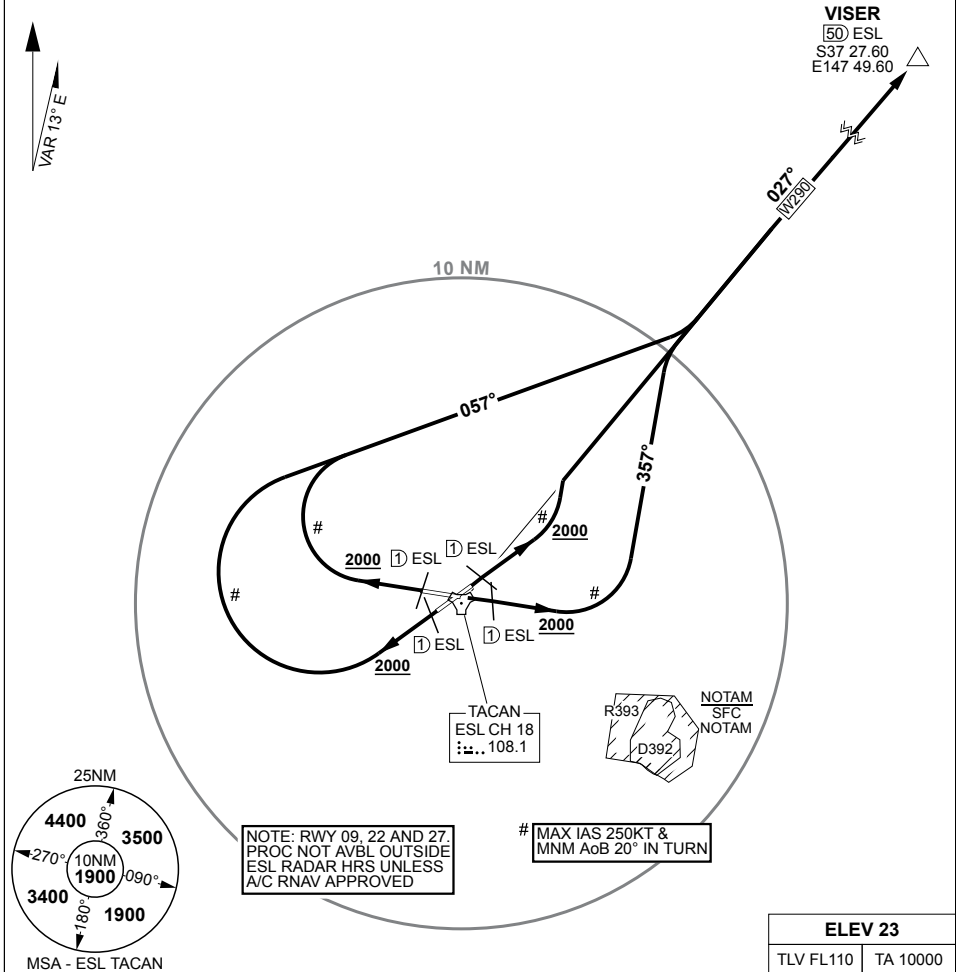 VISER
50 ESL
S37 27.60
E147 49.60
VAR 13° E
027°
W290
10 NM
057°
357°
#
#
#
#
2000
1 ESL
1 ESL
2000
1 ESL
2000
1 ESL
2000
TACAN
ESL CH 18
108.1
R393
D392
NOTAM
SFC
NOTAM
25NM
4400
360°
3500
270°
10NM
1900
090°
3400
180°
1900
MSA - ESL TACAN
NOTE: RWY 09, 22 AND 27.
PROC NOT AVBL OUTSIDE
ESL RADAR HRS UNLESS
A/C RNAV APPROVED
# MAX IAS 250KT &
MNM AoB 20° IN TURN
ELEV 23
TLV FL110 TA 10000